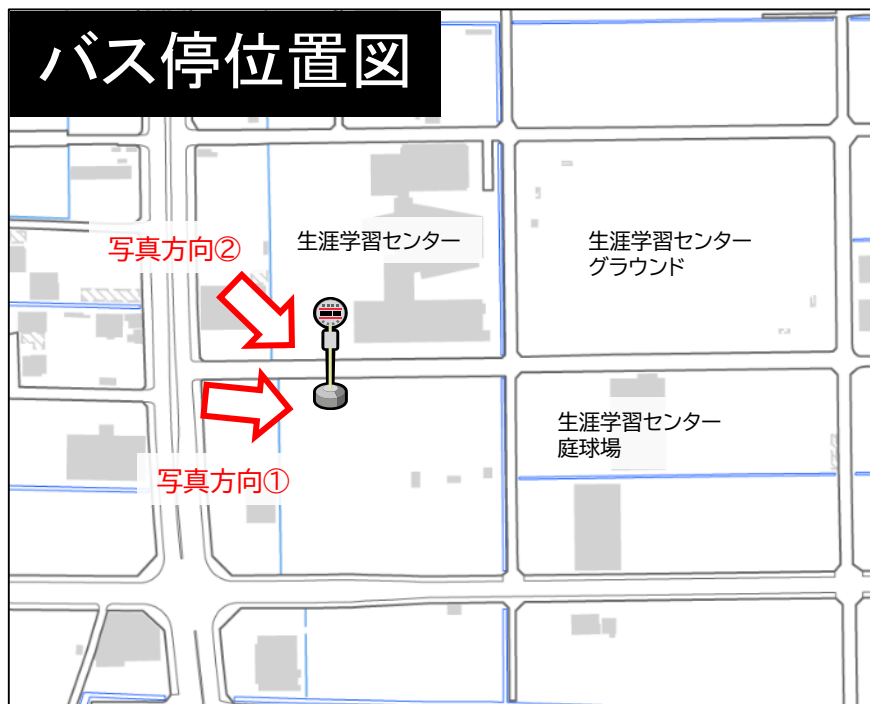 バス停位置図
写真方向②
生涯学習センター
生涯学習センター
グラウンド
生涯学習センター
庭球場
写真方向①